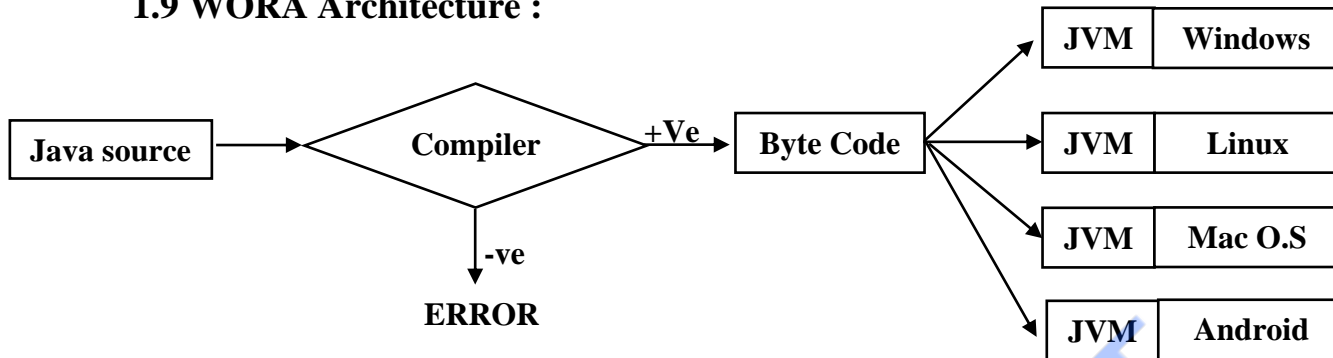 1.9 WORA Architecture :
JVM Windows
Java source
Compiler
+Ve
Byte Code
JVM Linux
-ve
JVM Mac O.S
ERROR
JVM Android